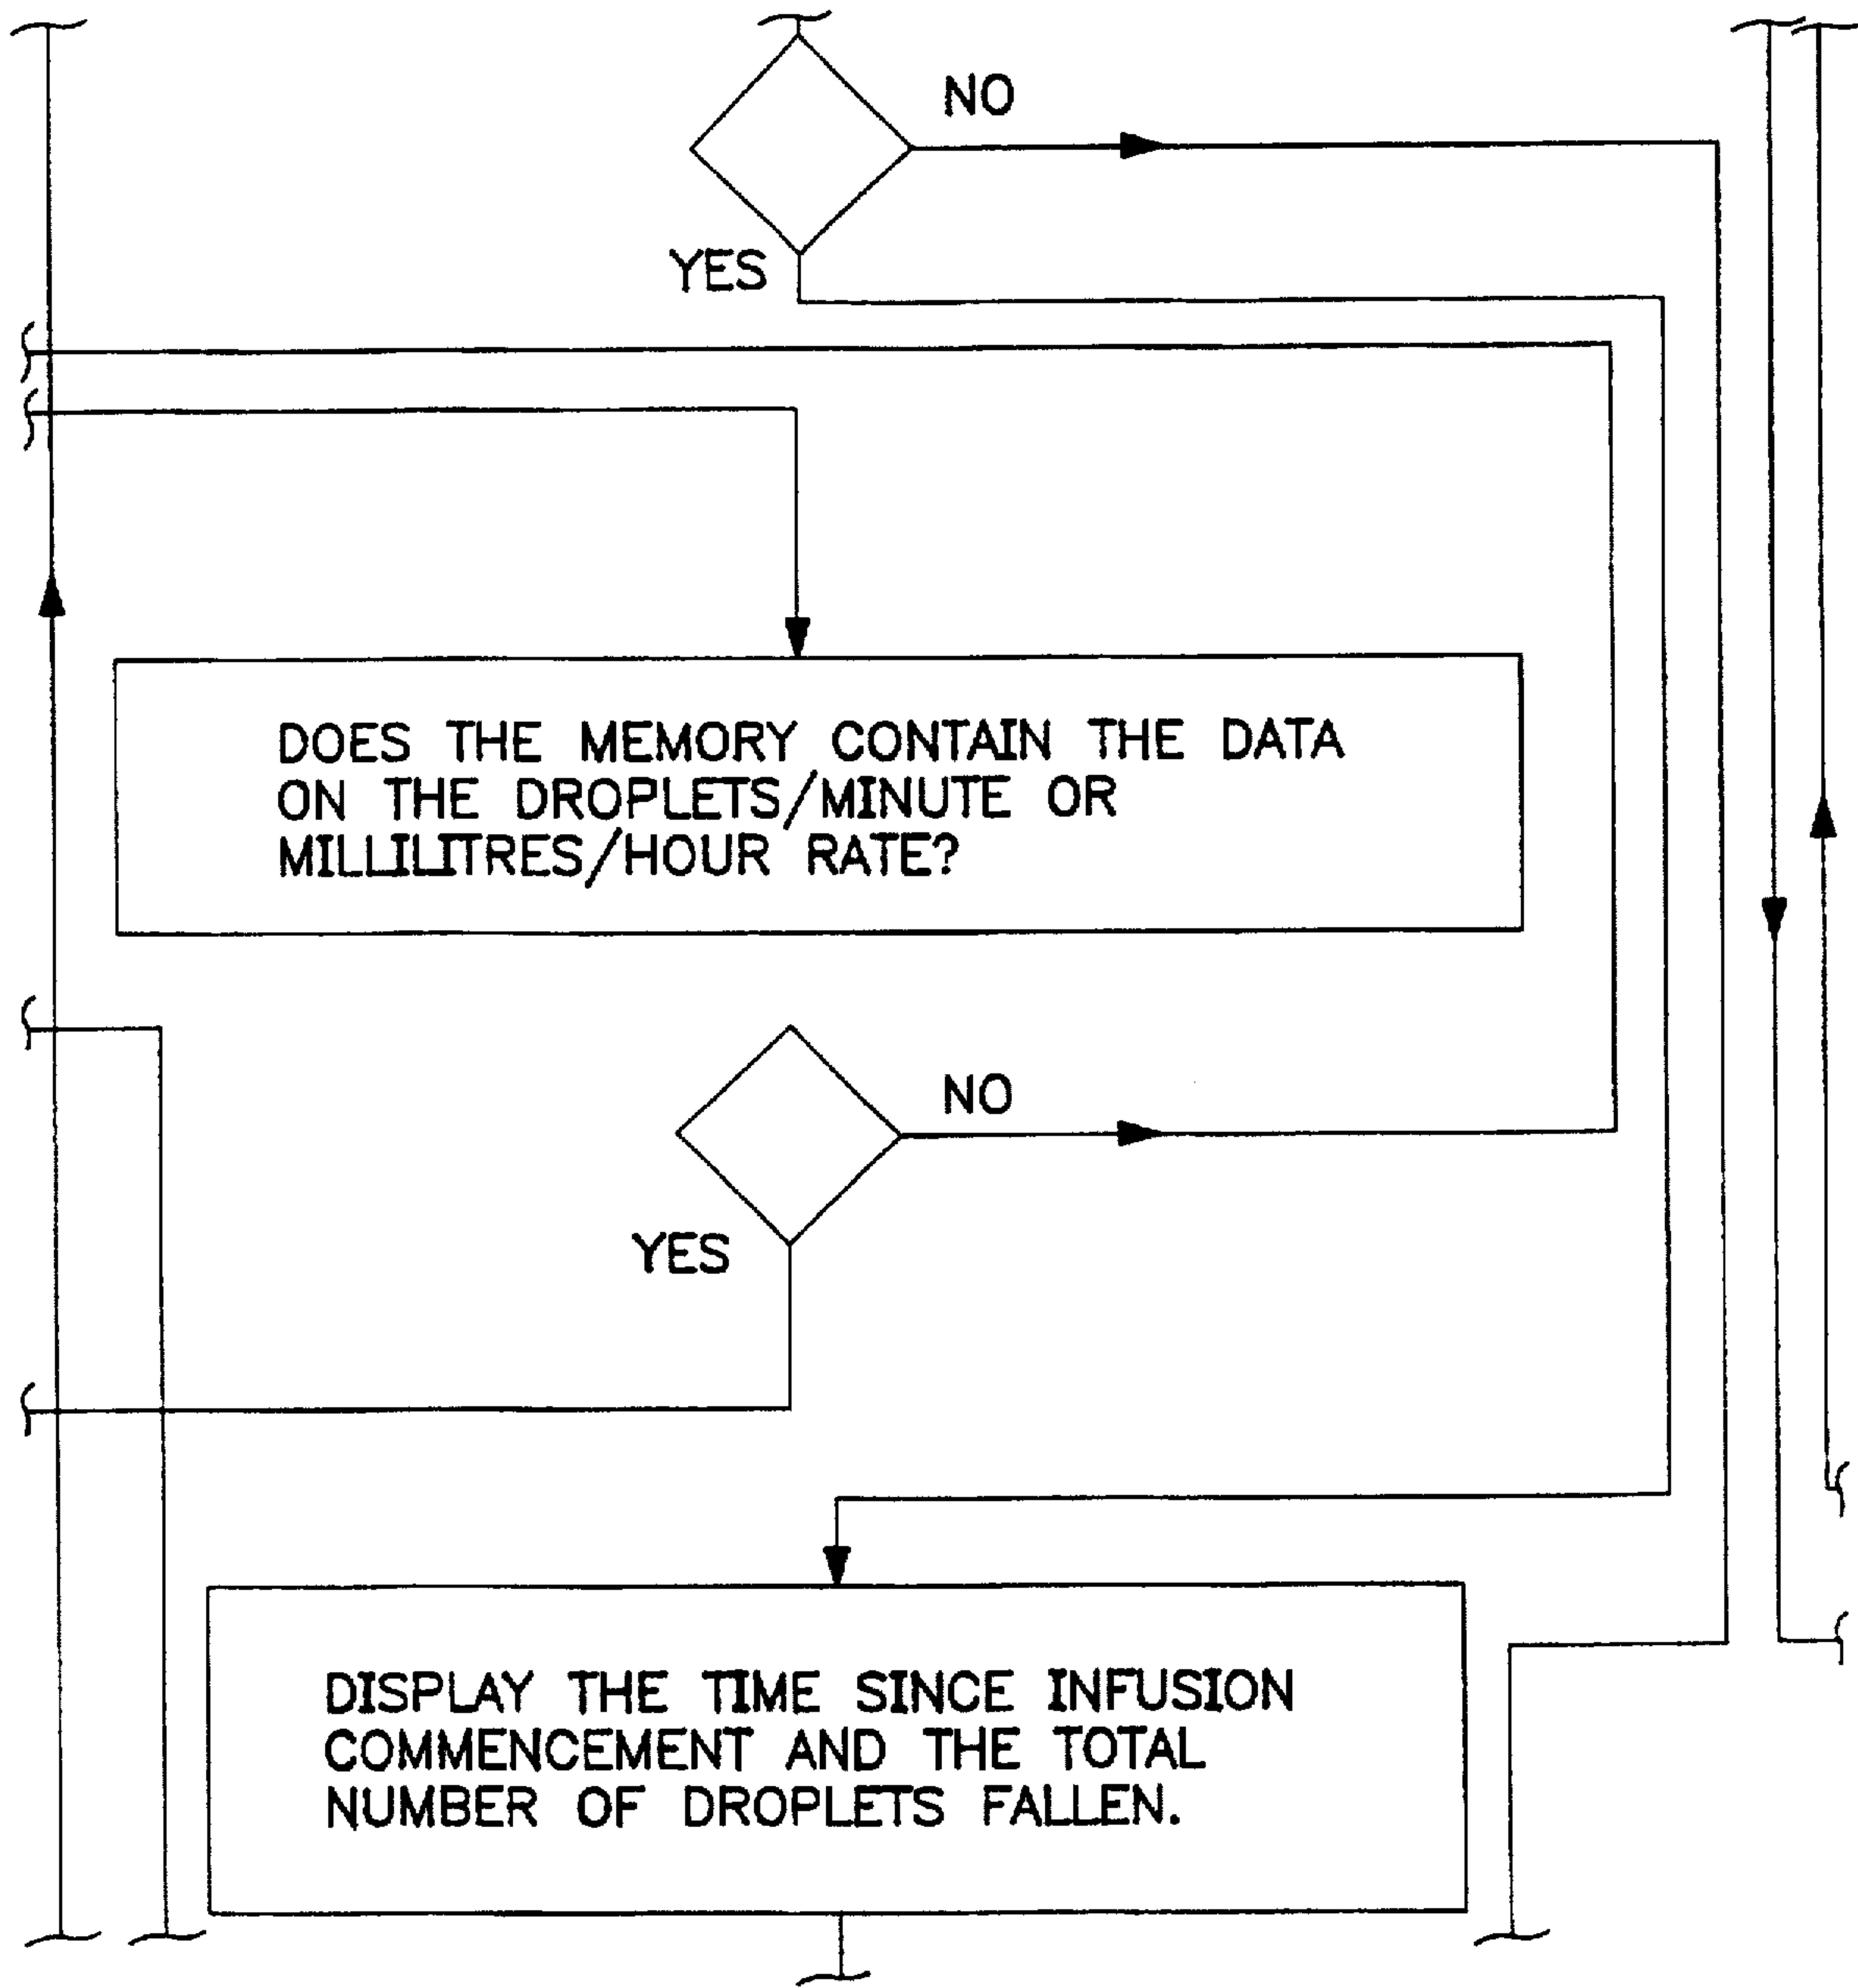 NO
YES
DOES THE MEMORY CONTAIN THE DATA
ON THE DROPLETS/MINUTE OR
MILLILITRES/HOUR RATE?
NO
YES
DISPLAY THE TIME SINCE INFUSION
COMMENCEMENT AND THE TOTAL
NUMBER OF DROPLETS FALLEN.